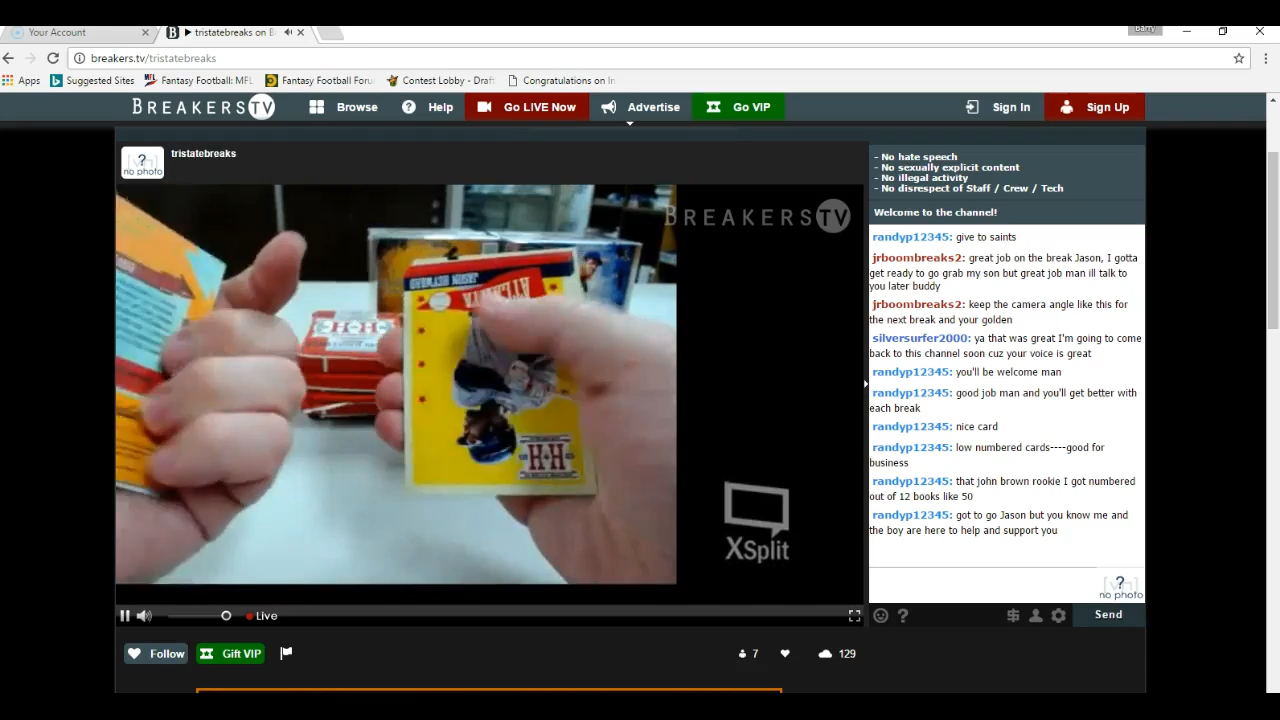 Your Account
tristatebreaks on B
Barry
breakers.tv/tristatebreaks
Apps
Suggested Sites
Fantasy Football: MFL
Fantasy Football Foru
Contest Lobby - Draft
Congratulations on In
BREAKERS TV
Browse
Help
Go LIVE Now
Advertise
Go VIP
Sign In
Sign Up
? no photo
tristatebreaks
BREAKERS TV
JASON HEYWARD
ATLANTA
H&H
H&H
XSplit
Live
- No hate speech
- No sexually explicit content
- No illegal activity
- No disrespect of Staff / Crew / Tech
Welcome to the channel!
randyp12345: give to saints
jrboombreaks2: great job on the break Jason, I gotta
get ready to go grab my son but great job man ill talk to
you later buddy
jrboombreaks2: keep the camera angle like this for
the next break and your golden
silversurfer2000: ya that was great I'm going to come
back to this channel soon cuz your voice is great
randyp12345: you'll be welcome man
randyp12345: good job man and you'll get better with
each break
randyp12345: nice card
randyp12345: low numbered cards----good for
business
randyp12345: that john brown rookie I got numbered
out of 12 books like 50
randyp12345: got to go Jason but you know me and
the boy are here to help and support you
? no photo
Send
Follow
Gift VIP
7
129